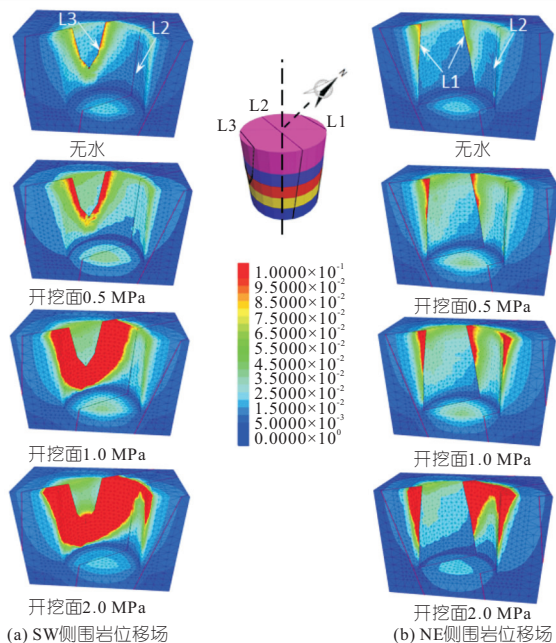 L3
L2
无水
开挖面0.5 MPa
开挖面1.0 MPa
开挖面2.0 MPa
(a) SW侧围岩位移场
N
L2
L3
L1
1.0000×10⁻¹
9.5000×10⁻²
8.5000×10⁻²
7.5000×10⁻²
6.5000×10⁻²
5.5000×10⁻²
4.5000×10⁻²
3.5000×10⁻²
2.5000×10⁻²
1.5000×10⁻²
5.0000×10⁻³
0.0000×10⁰
L2
L1
无水
开挖面0.5 MPa
开挖面1.0 MPa
开挖面2.0 MPa
(b) NE侧围岩位移场